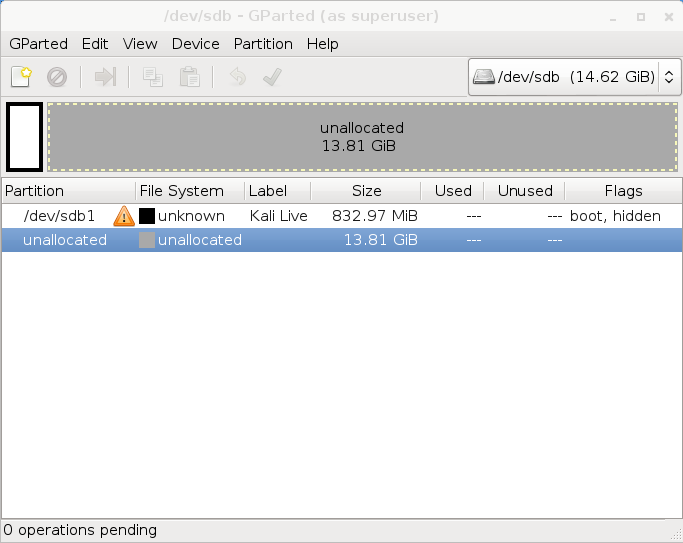 /dev/sdb - GParted (as superuser)
GParted Edit View Device Partition Help
/dev/sdb (14.62 GiB)
unallocated
13.81 GiB
Partition File System Label Size Used Unused Flags
/dev/sdb1 unknown Kali Live 832.97 MiB --- --- boot, hidden
unallocated unallocated 13.81 GiB --- ---
0 operations pending